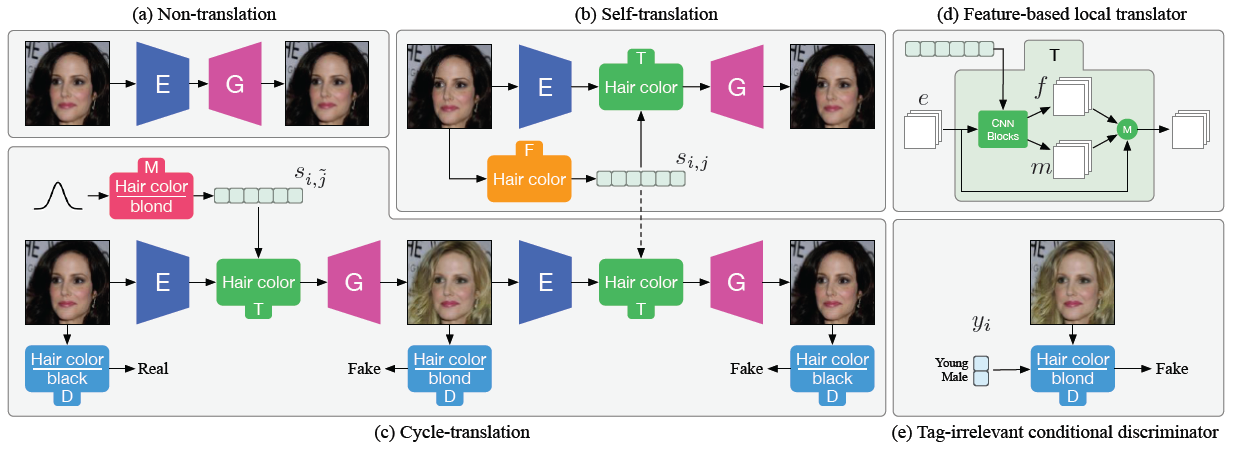 (a) Non-translation
E
G
(b) Self-translation
E
T
Hair color
G
F
Hair color
s_{i,j}
M
Hair color
blond
s_{i,\tilde{j}}
E
Hair color
T
G
E
Hair color
T
G
Hair color
black
D
Real
Fake
Hair color
blond
D
Fake
Hair color
black
D
(c) Cycle-translation
(d) Feature-based local translator
T
e
CNN
Blocks
f
m
M
y_i
Young
Male
Hair color
blond
D
Fake
(e) Tag-irrelevant conditional discriminator